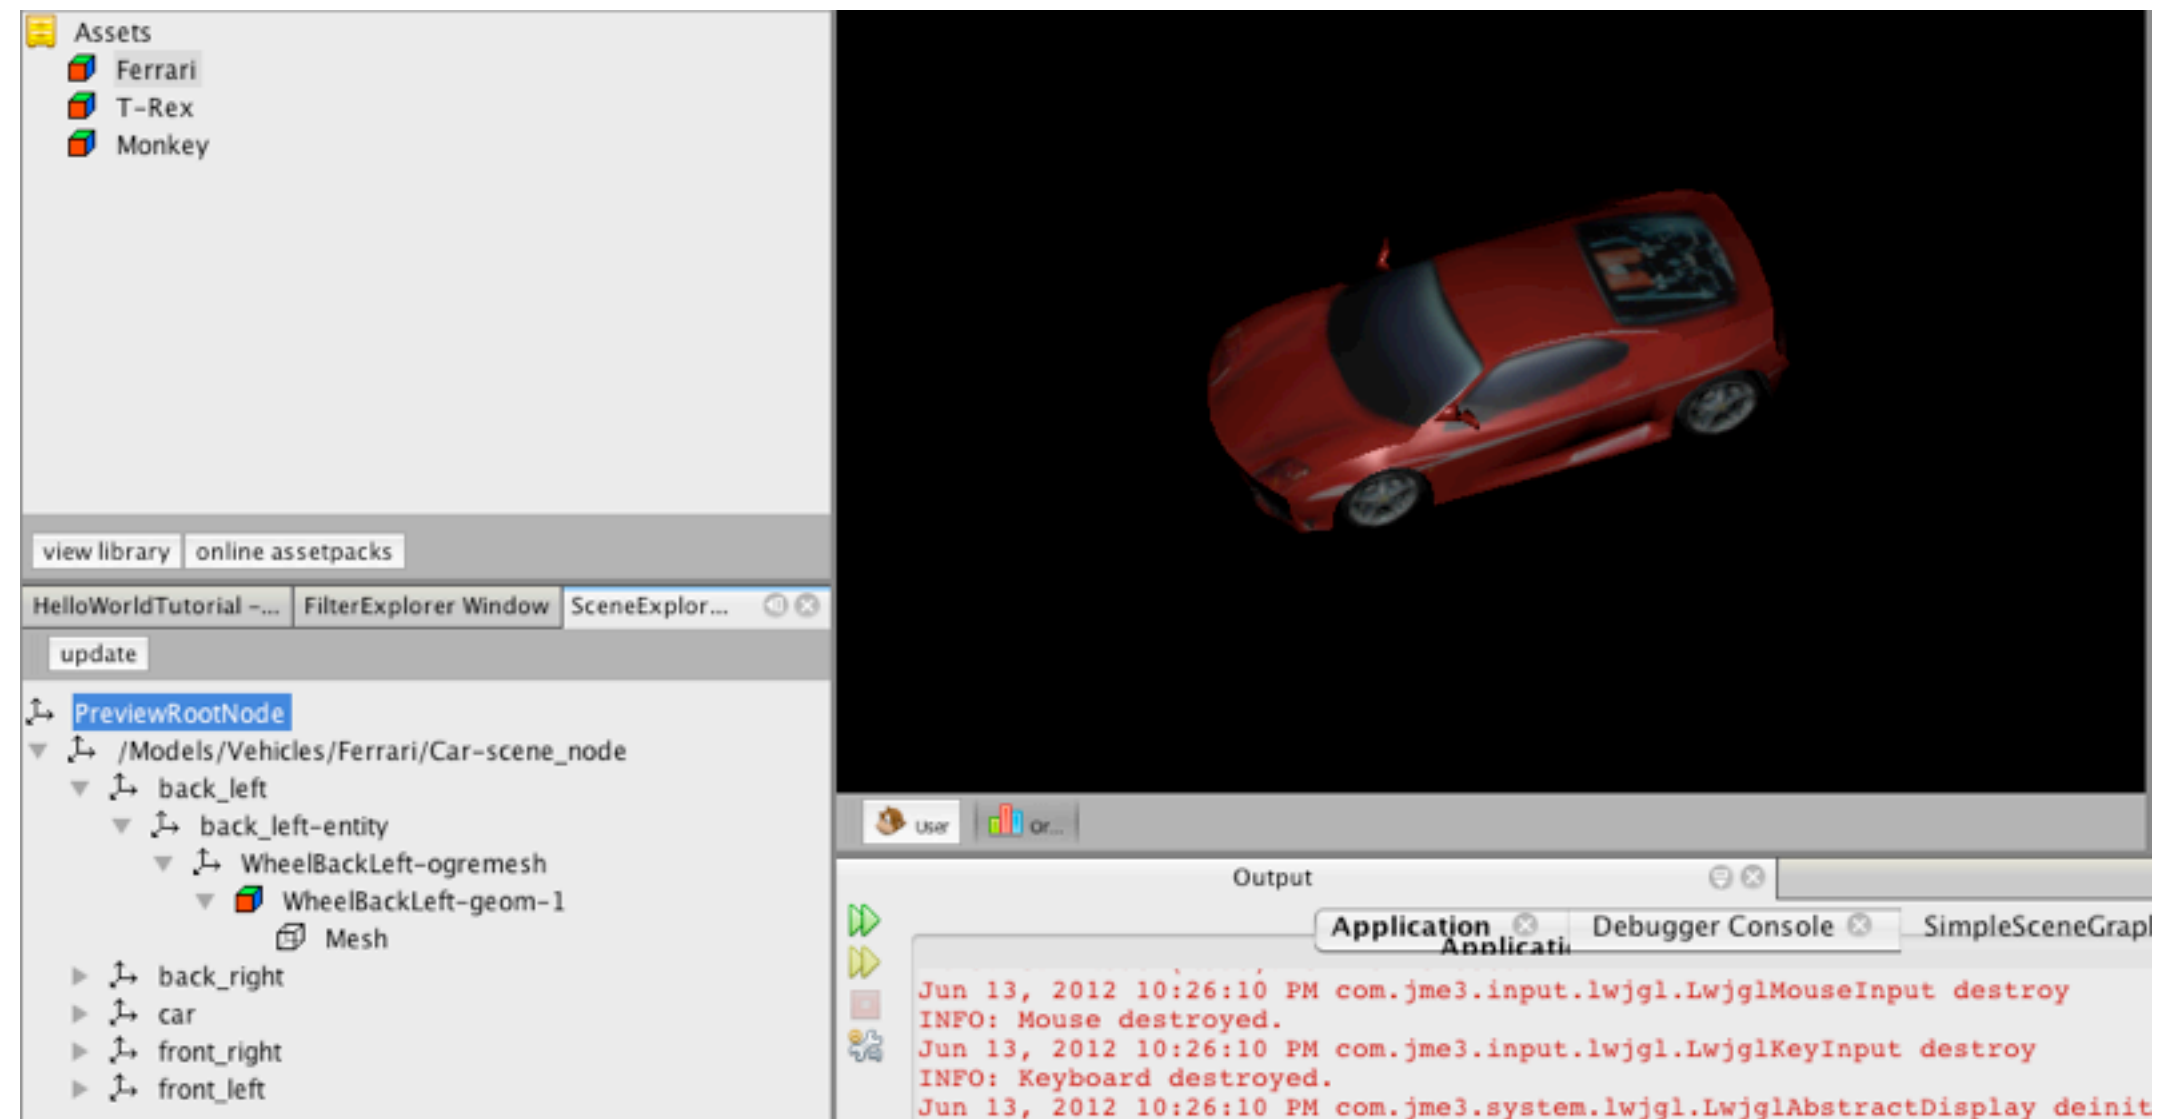 Assets
Ferrari
T-Rex
Monkey
view library
online assetpacks
HelloWorldTutorial -...
FilterExplorer Window
SceneExplor...
update
PreviewRootNode
/Models/Vehicles/Ferrari/Car-scene_node
back_left
back_left-entity
WheelBackLeft-ogremesh
WheelBackLeft-geom-1
Mesh
back_right
car
front_right
front_left
User
Or...
Output
Application
Debugger Console
SimpleSceneGrap
Applicati
Jun 13, 2012 10:26:10 PM com.jme3.input.lwjgl.LwjglMouseInput destroy
INFO: Mouse destroyed.
Jun 13, 2012 10:26:10 PM com.jme3.input.lwjgl.LwjglKeyInput destroy
INFO: Keyboard destroyed.
Jun 13, 2012 10:26:10 PM com.jme3.system.lwjgl.LwjglAbstractDisplay deinit